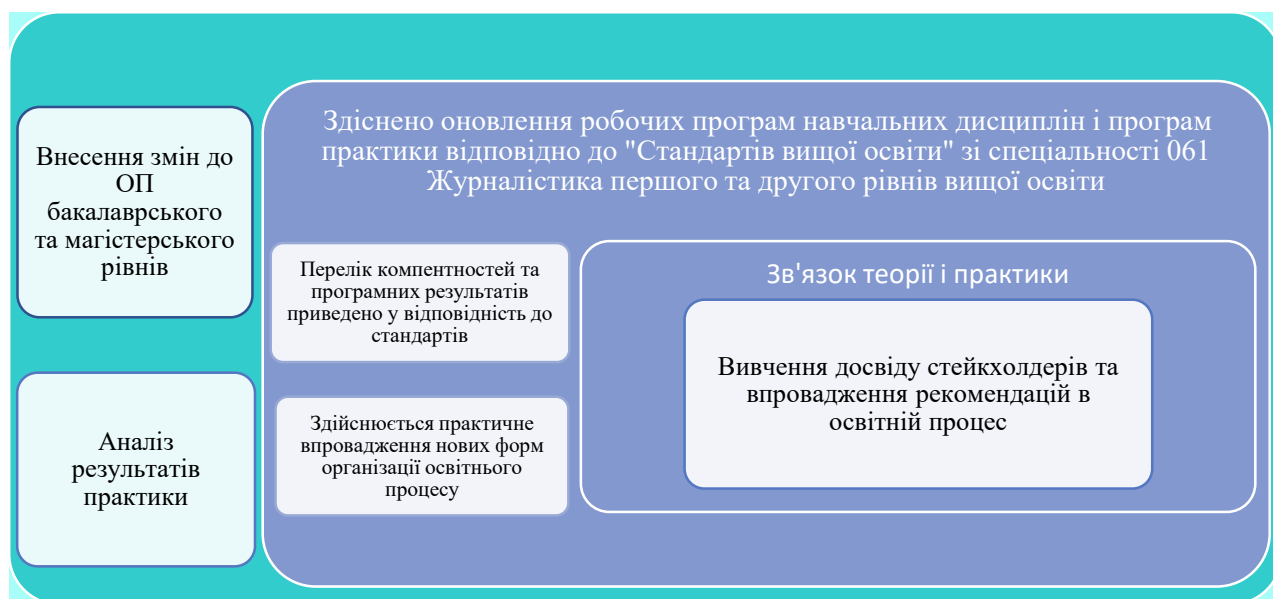 Внесення змін до
ОП
бакалаврського
та магістерського
рівнів
Аналіз
результатів
практики
Здіснено оновлення робочих програм навчальних дисциплін і програм
практики відповідно до "Стандартів вищої освіти" зі спеціальності 061
Журналістика першого та другого рівнів вищої освіти
Перелік компентностей та
програмних результатів
приведено у відповідність до
стандартів
Здійснюється практичне
впровадження нових форм
організації освітнього
процесу
Зв'язок теорії і практики
Вивчення досвіду стейкхолдерів та
впровадження рекомендацій в
освітній процес